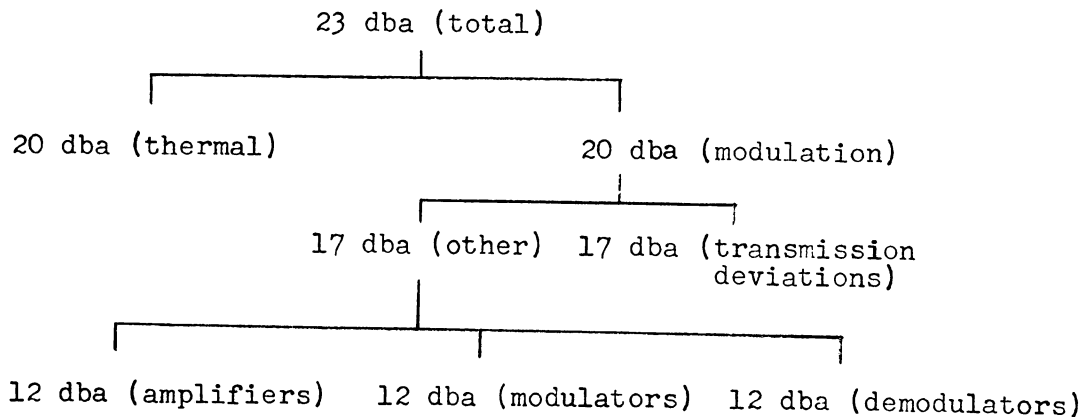 23 dba (total)
20 dba (thermal) 20 dba (modulation)
17 dba (other) 17 dba (transmission
deviations)
12 dba (amplifiers) 12 dba (modulators) 12 dba (demodulators)